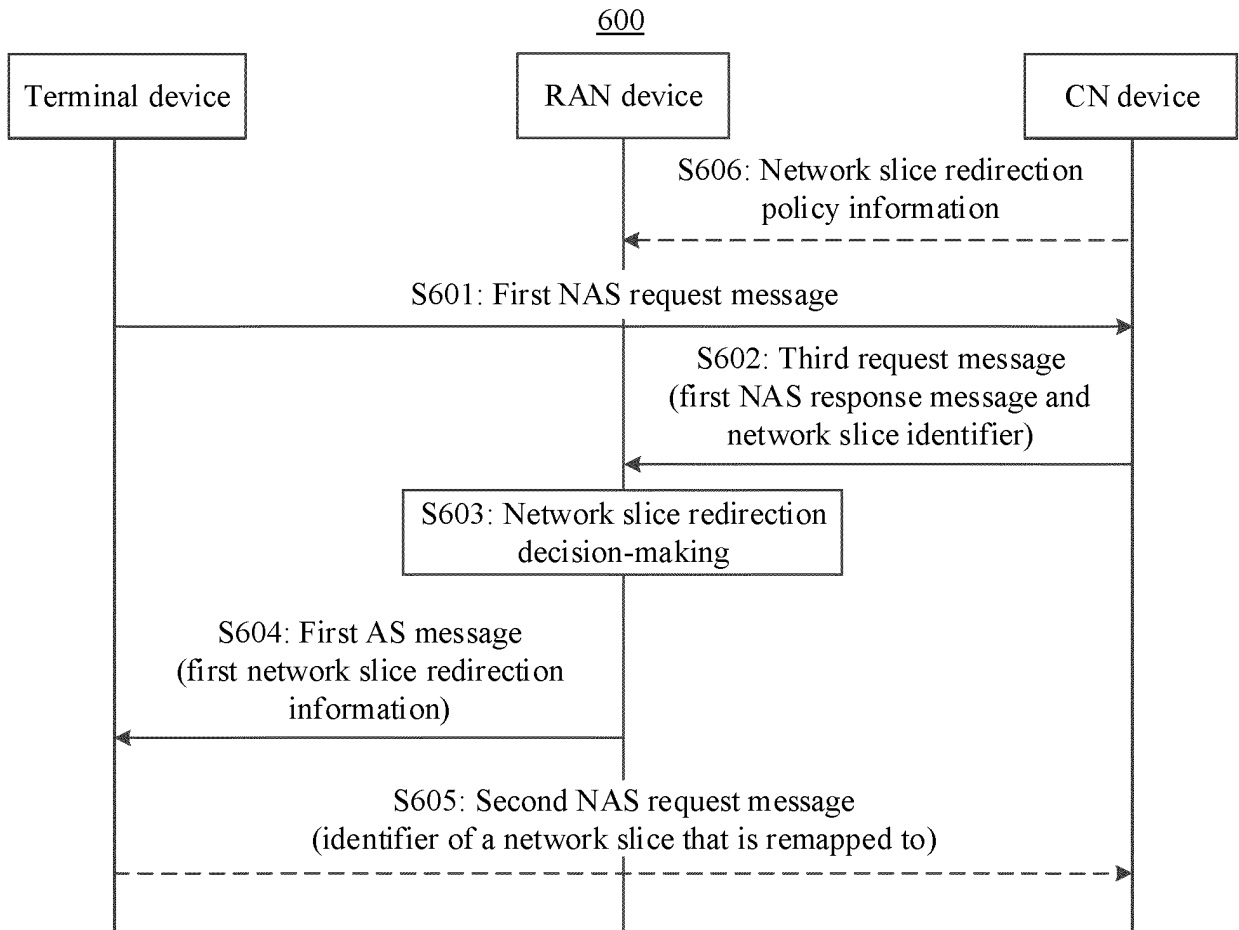 600
Terminal device
RAN device
CN device
S606: Network slice redirection
policy information
S601: First NAS request message
S602: Third request message
(first NAS response message and
network slice identifier)
S603: Network slice redirection
decision-making
S604: First AS message
(first network slice redirection
information)
S605: Second NAS request message
(identifier of a network slice that is remapped to)